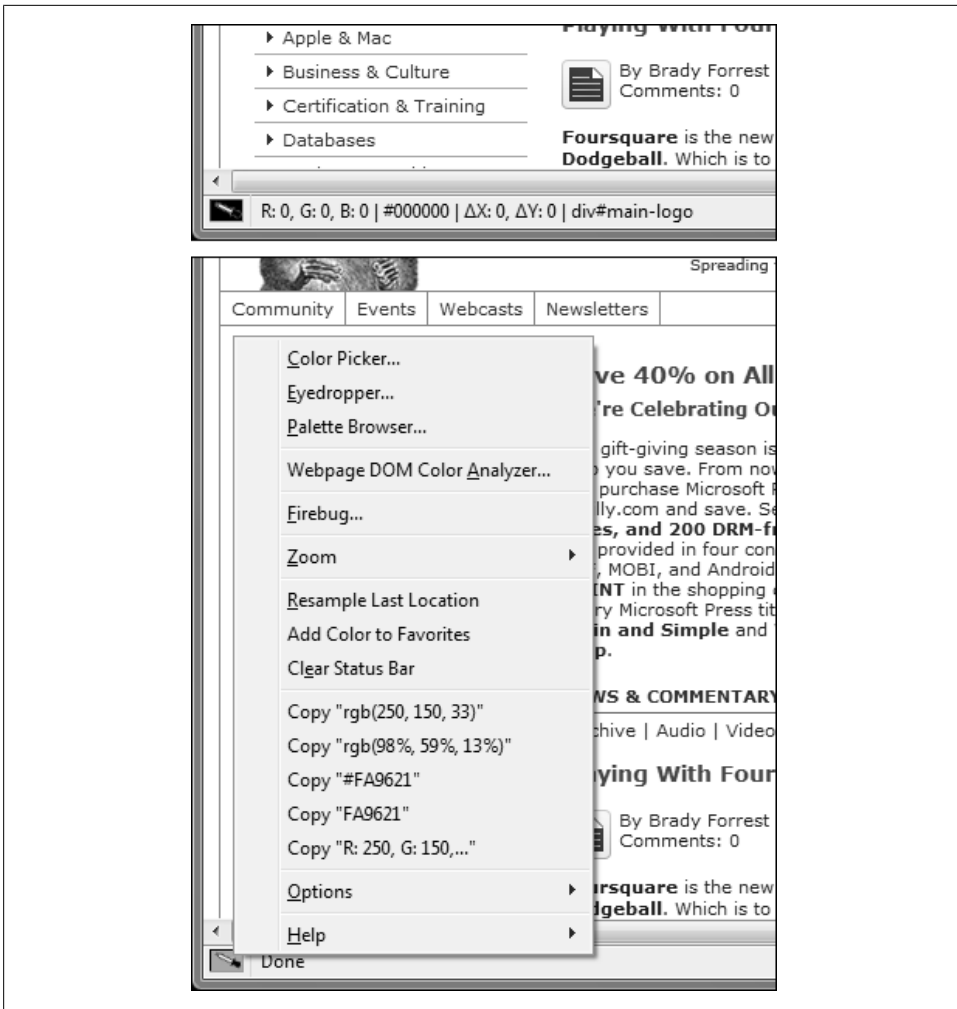 Playing With Four
Apple & Mac
Business & Culture
Certification & Training
Databases
By Brady Forrest
Comments: 0
Foursquare is the new
Dodgeball. Which is to
R: 0, G: 0, B: 0 | #000000 | ΔX: 0, ΔY: 0 | div#main-logo
Spreading
Community Events Webcasts Newsletters
Color Picker...
Eyedropper...
Palette Browser...
Webpage DOM Color Analyzer...
Firebug...
Zoom
Resample Last Location
Add Color to Favorites
Clear Status Bar
Copy "rgb(250, 150, 33)"
Copy "rgb(98%, 59%, 13%)"
Copy "#FA9621"
Copy "FA9621"
Copy "R: 250, G: 150,..."
Options
Help
ve 40% on All
're Celebrating
gift-giving season is
you save. From now
purchase Microsoft
lly.com and save.
es, and 200
provided in four
, MOBI, and Android
INT in the shopping
ry Microsoft Press
in and Simple and
p.
WS & COMMENTARY
chive | Audio | Video
ying With Four
By Brady Forrest
Comments: 0
ursquare is the new
dgeball. Which is to
Done